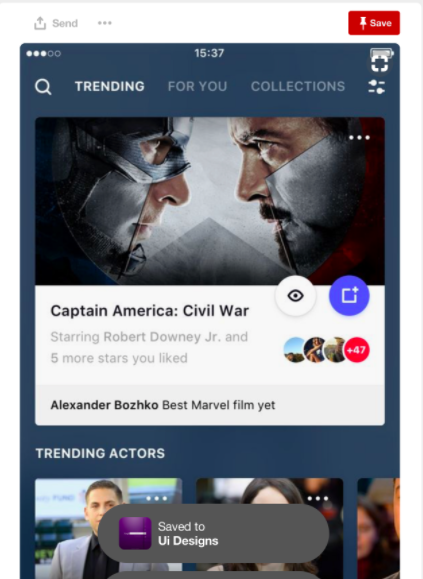 Send
Save
15:37
TRENDING FOR YOU COLLECTIONS
Captain America: Civil War
Starring Robert Downey Jr. and
5 more stars you liked
+47
Alexander Bozhko Best Marvel film yet
TRENDING ACTORS
Saved to
Ui Designs